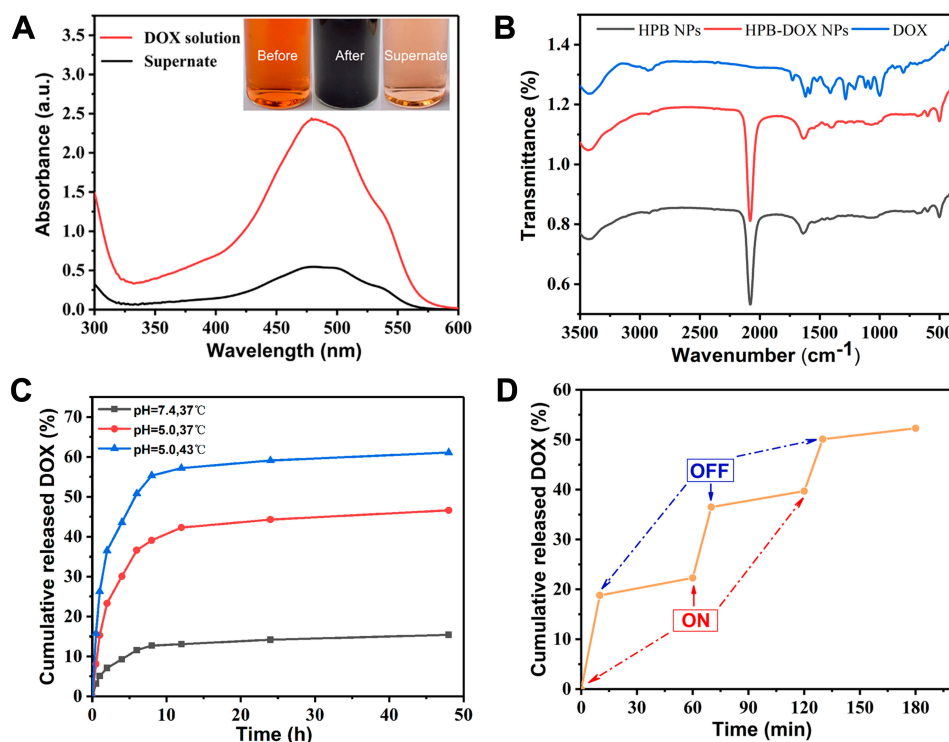 A
DOX solution
Supernate
Before
After
Supernate
3.5
3.0
2.5
2.0
1.5
1.0
0.5
0.0
300
350
400
450
500
550
600
Absorbance (a.u.)
Wavelength (nm)
B
HPB NPs
HPB-DOX NPs
DOX
1.6
1.4
1.2
1.0
0.8
0.6
3500
3000
2500
2000
1500
1000
500
Transmittance (%)
Wavenumber (cm-1)
C
pH=7.4,37℃
pH=5.0,37℃
pH=5.0,43℃
70
60
50
40
30
20
10
0
0
10
20
30
40
50
Cumulative released DOX (%)
Time (h)
D
OFF
ON
60
50
40
30
20
10
0
0
30
60
90
120
150
180
Cumulative released DOX (%)
Time (min)